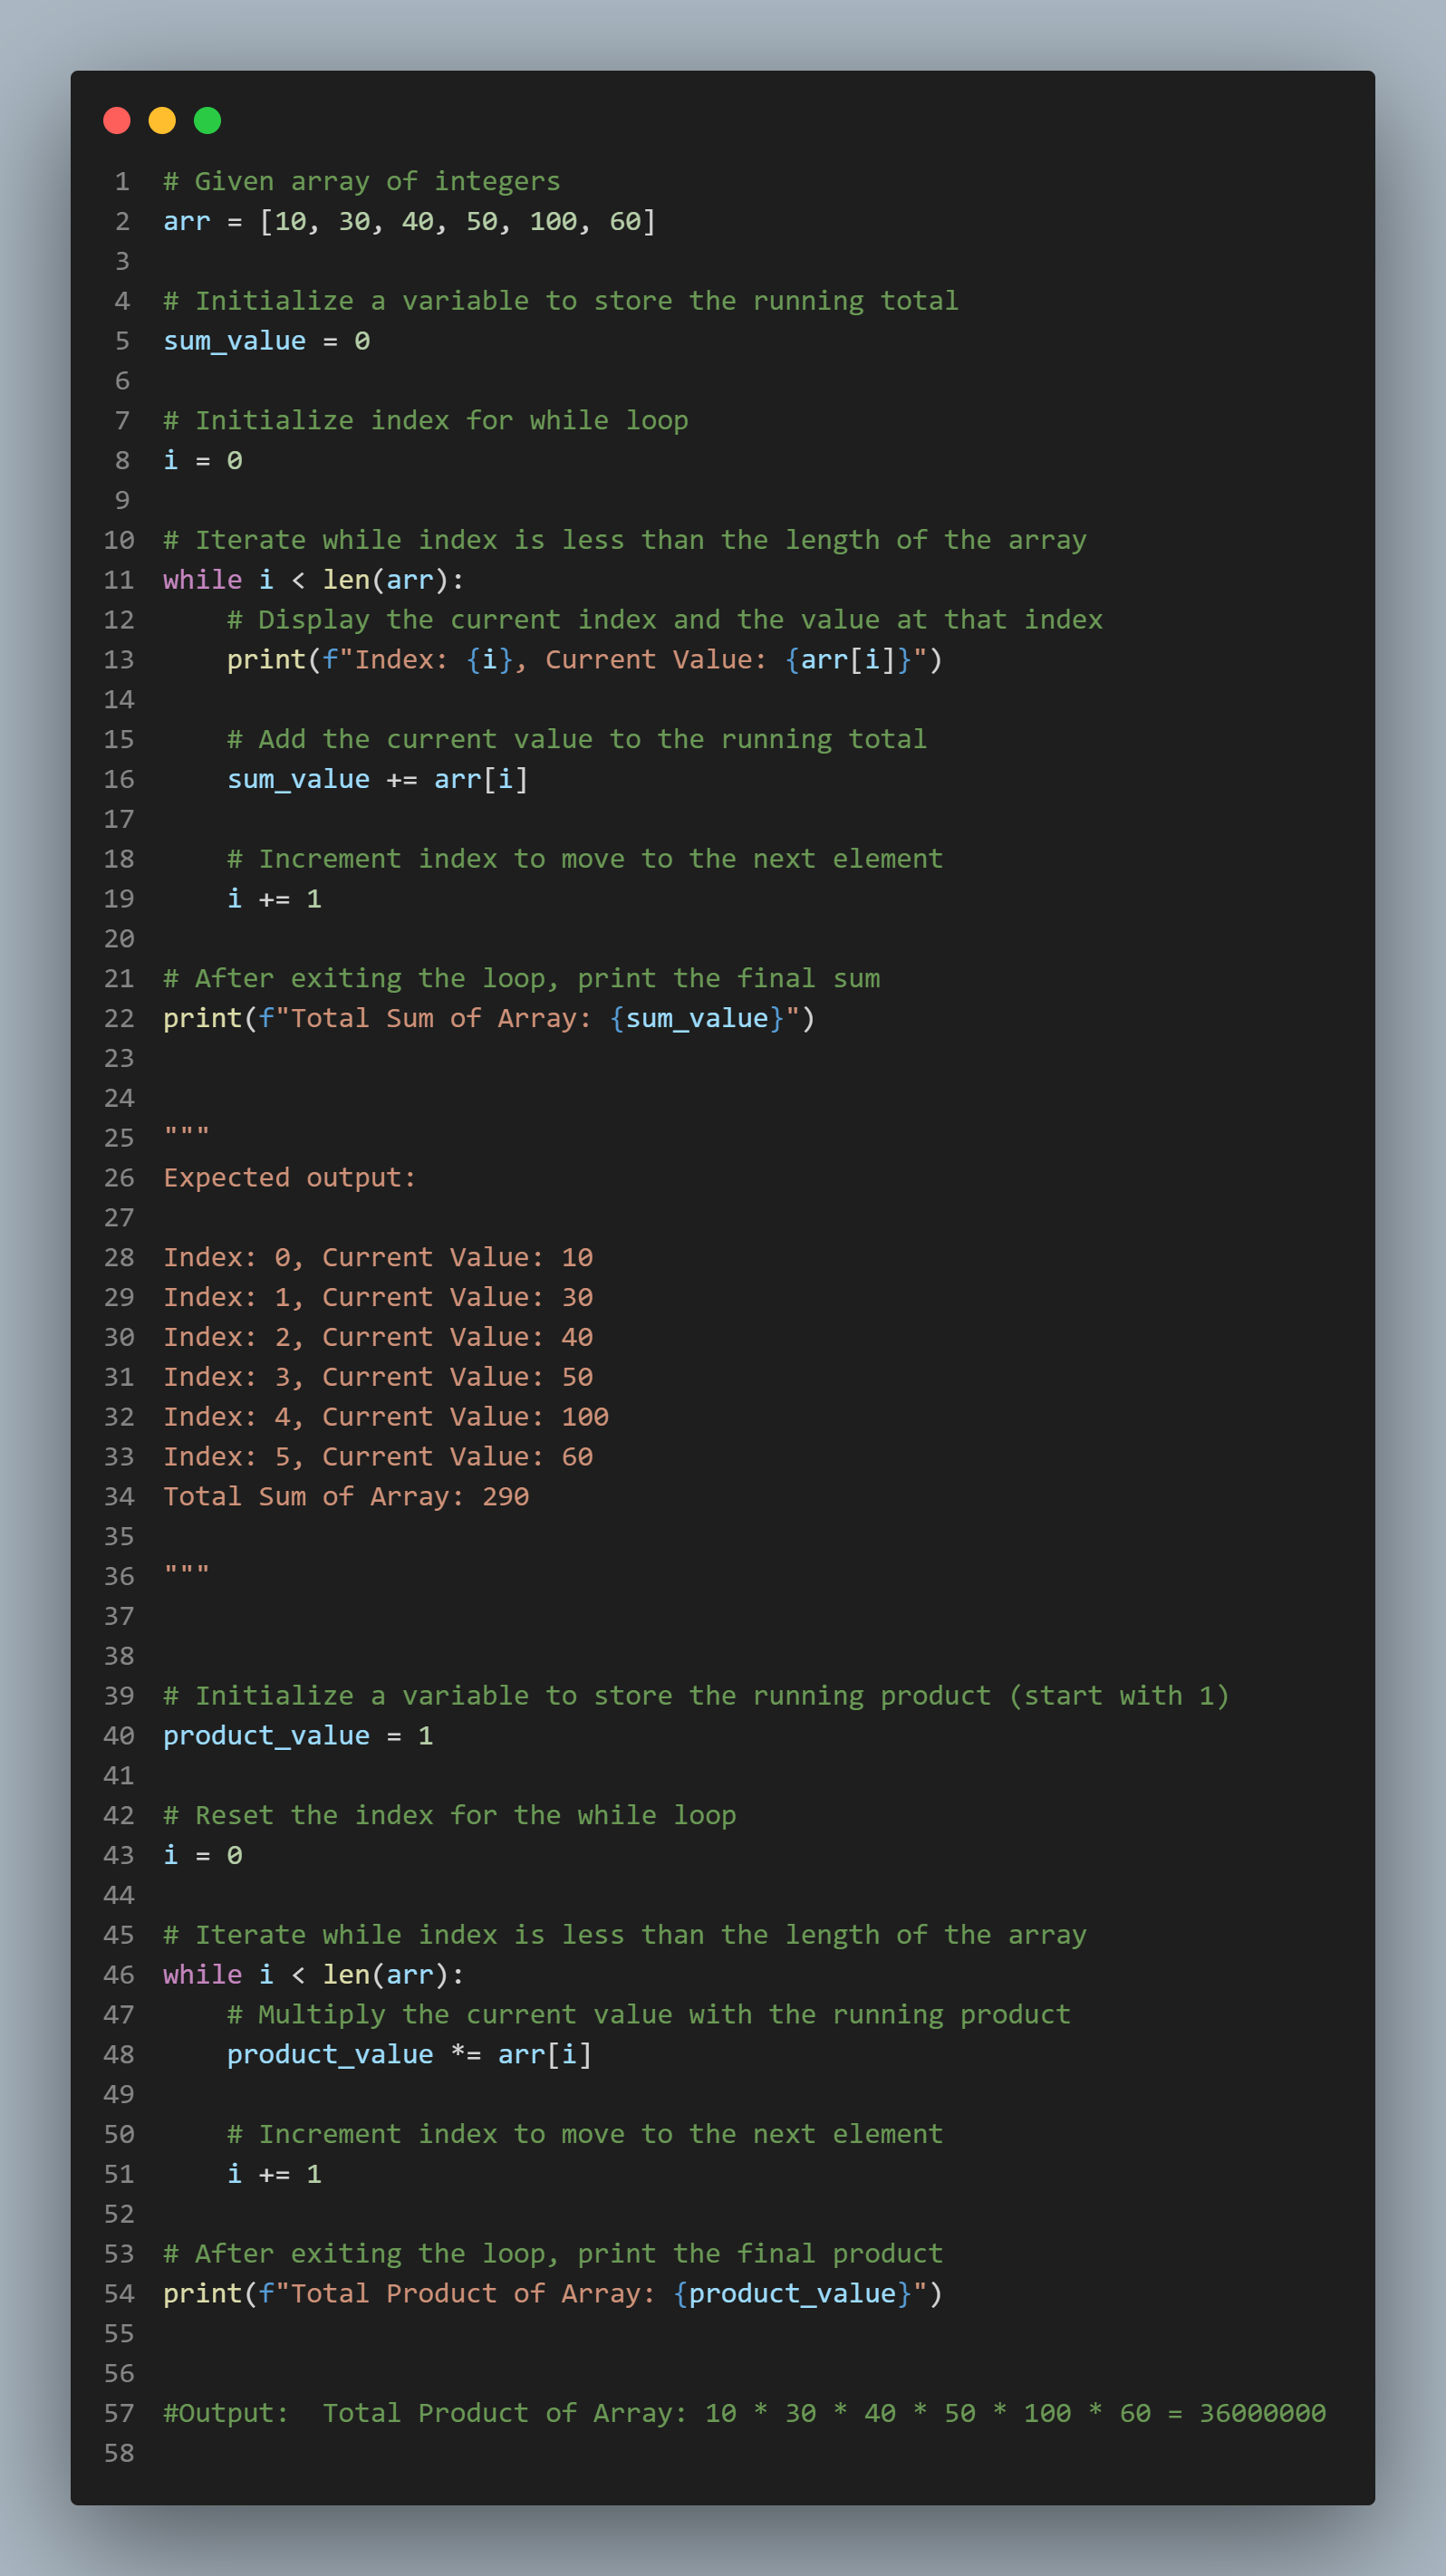 1 # Given array of integers
2 arr = [10, 30, 40, 50, 100, 60]
3
4 # Initialize a variable to store the running total
5 sum_value = 0
6
7 # Initialize index for while loop
8 i = 0
9
10 # Iterate while index is less than the length of the array
11 while i < len(arr):
12     # Display the current index and the value at that index
13     print(f"Index: {i}, Current Value: {arr[i]}")
14
15     # Add the current value to the running total
16     sum_value += arr[i]
17
18     # Increment index to move to the next element
19     i += 1
20
21 # After exiting the loop, print the final sum
22 print(f"Total Sum of Array: {sum_value}")
23
24
25 """
26 Expected output:
27
28 Index: 0, Current Value: 10
29 Index: 1, Current Value: 30
30 Index: 2, Current Value: 40
31 Index: 3, Current Value: 50
32 Index: 4, Current Value: 100
33 Index: 5, Current Value: 60
34 Total Sum of Array: 290
35
36 """
37
38
39 # Initialize a variable to store the running product (start with 1)
40 product_value = 1
41
42 # Reset the index for the while loop
43 i = 0
44
45 # Iterate while index is less than the length of the array
46 while i < len(arr):
47     # Multiply the current value with the running product
48     product_value *= arr[i]
49
50     # Increment index to move to the next element
51     i += 1
52
53 # After exiting the loop, print the final product
54 print(f"Total Product of Array: {product_value}")
55
56
57 #Output:  Total Product of Array: 10 * 30 * 40 * 50 * 100 * 60 = 36000000
58